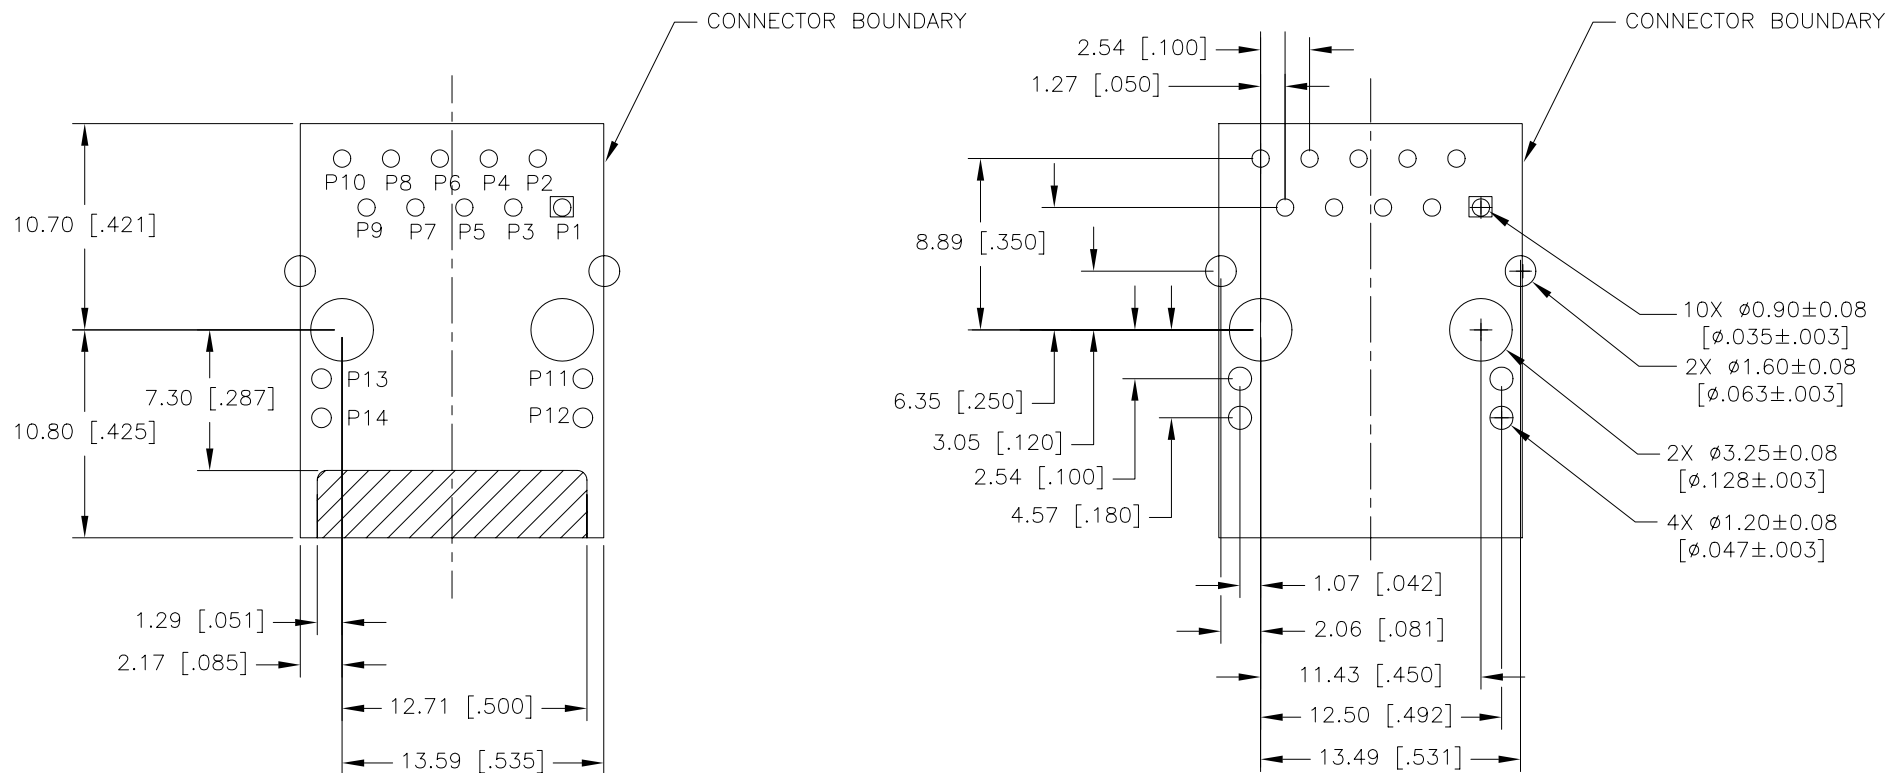 CONNECTOR BOUNDARY
P10 P8 P6 P4 P2
P9 P7 P5 P3 P1
10.70 [.421]
P13 P11
7.30 [.287]
P14 P12
10.80 [.425]
1.29 [.051]
2.17 [.085]
12.71 [.500]
13.59 [.535]
CONNECTOR BOUNDARY
2.54 [.100]
1.27 [.050]
8.89 [.350]
6.35 [.250]
3.05 [.120]
2.54 [.100]
4.57 [.180]
10X ø0.90±0.08
[ø.035±.003]
2X ø1.60±0.08
[ø.063±.003]
2X ø3.25±0.08
[ø.128±.003]
4X ø1.20±0.08
[ø.047±.003]
1.07 [.042]
2.06 [.081]
11.43 [.450]
12.50 [.492]
13.49 [.531]